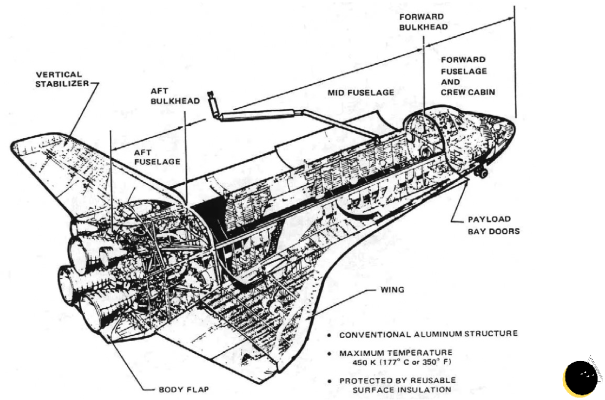 FORWARD
BULKHEAD
FORWARD
FUSELAGE
AND
CREW CABIN
VERTICAL
STABILIZER
AFT
BULKHEAD
MID FUSELAGE
AFT
FUSELAGE
PAYLOAD
BAY DOORS
WING
• CONVENTIONAL ALUMINUM STRUCTURE
• MAXIMUM TEMPERATURE
450 K (177° C or 350° F)
• PROTECTED BY REUSABLE
SURFACE INSULATION
BODY FLAP